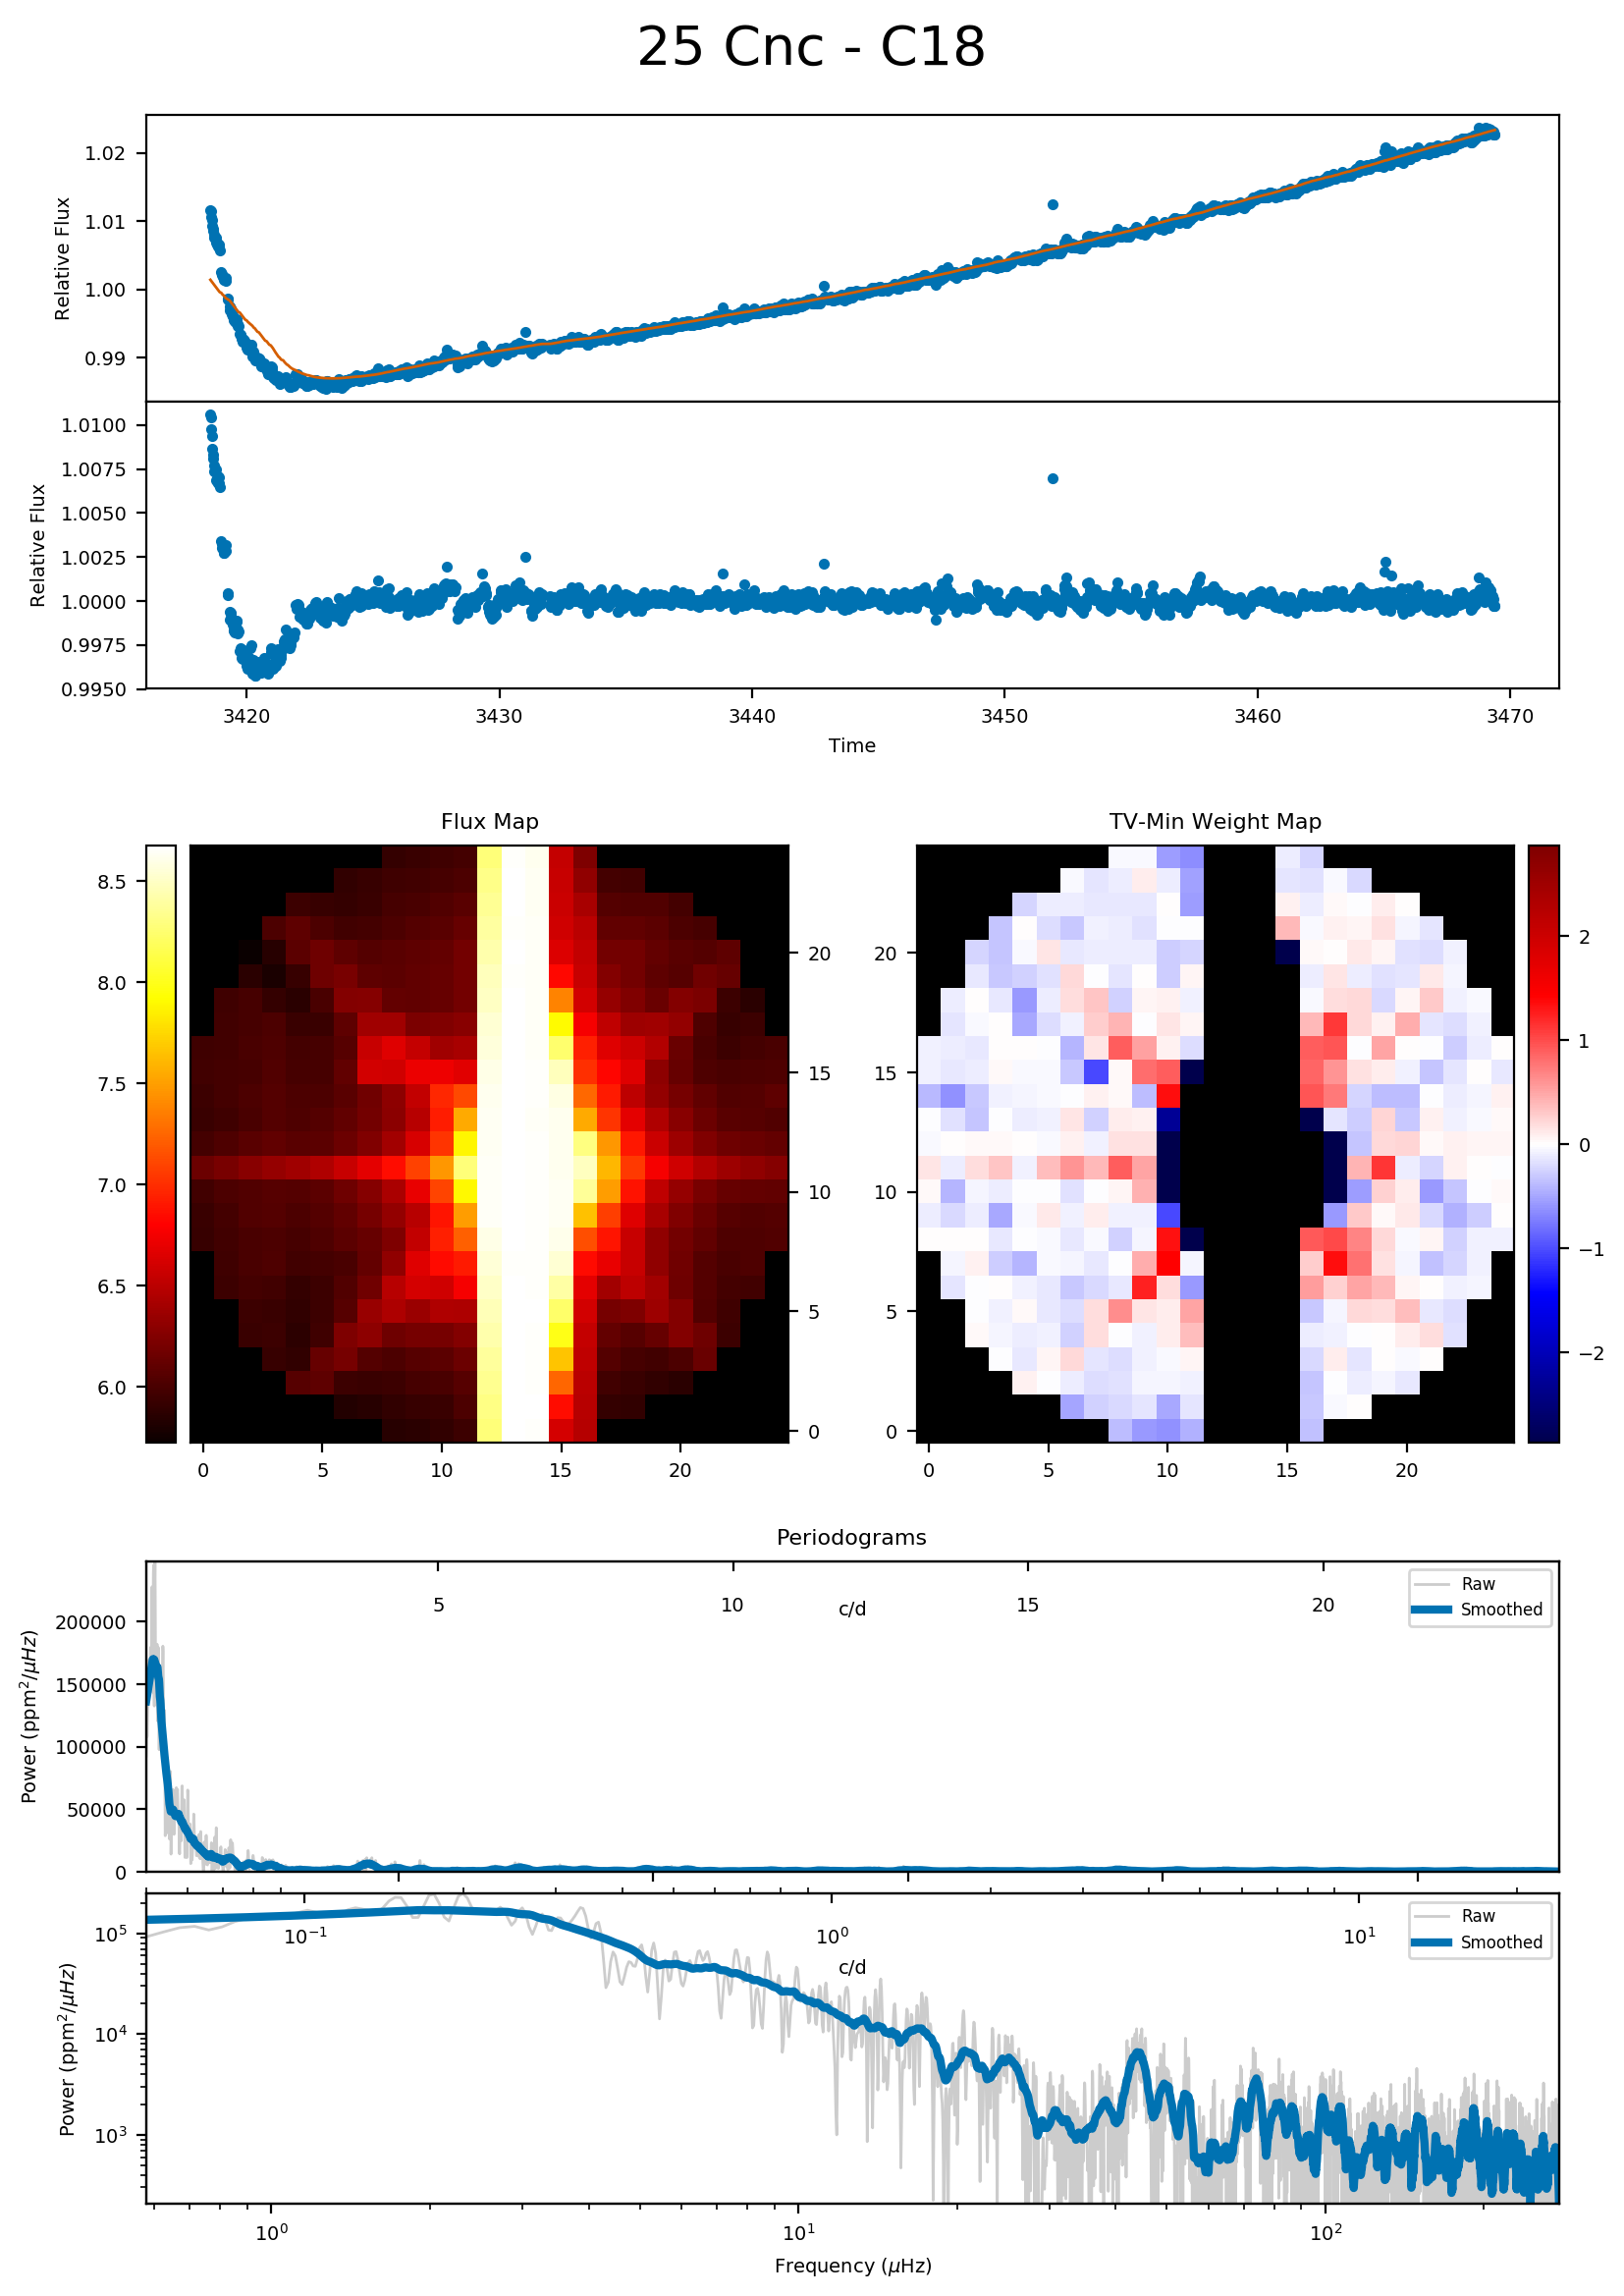 25 Cnc - C18
1.02
1.01
1.00
0.99
Relative Flux
1.0100
1.0075
1.0050
1.0025
1.0000
0.9975
0.9950
Relative Flux
3420 3430 3440 3450 3460 3470
Time
Flux Map
8.5
8.0
7.5
7.0
6.5
6.0
20
15
10
5
0
0 5 10 15 20
TV-Min Weight Map
20
15
10
5
0
0 5 10 15 20
2
1
0
−1
−2
Periodograms
5 10 15 20
c/d
Raw
Smoothed
200000
150000
100000
50000
0
Power (ppm²/μHz)
10⁻¹ 10⁰ 10¹
c/d
Raw
Smoothed
10⁵
10⁴
10³
Power (ppm²/μHz)
10⁰ 10¹ 10²
Frequency (μHz)